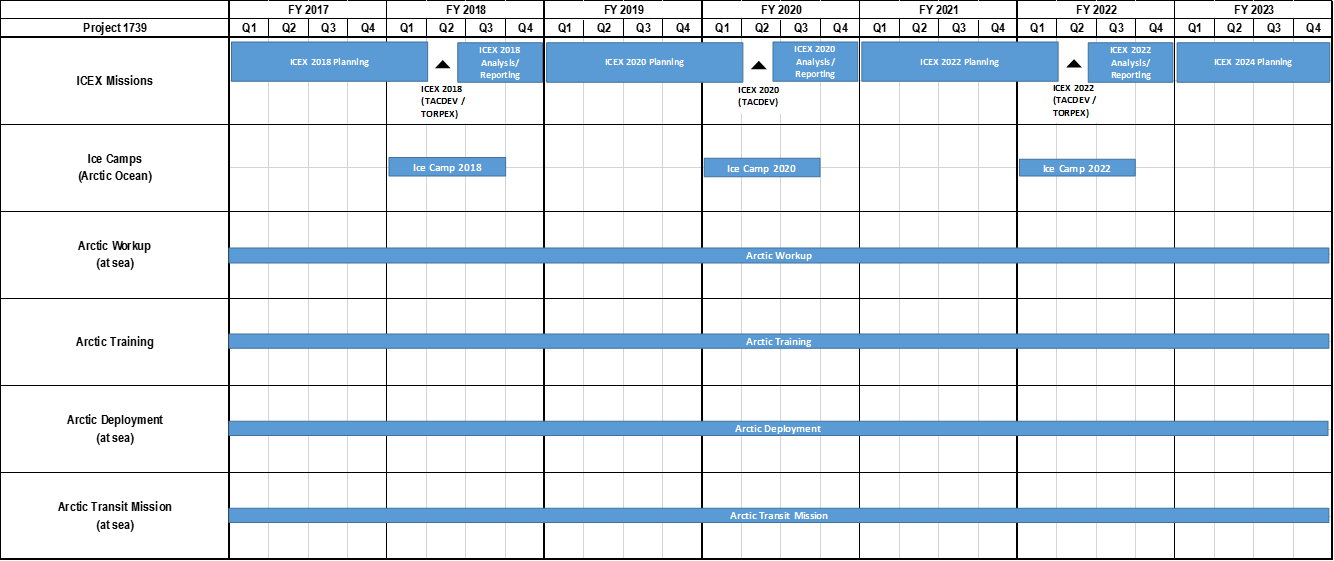 FY 2017 FY 2018 FY 2019 FY 2020 FY 2021 FY 2022 FY 2023
Project 1739 Q1 Q2 Q3 Q4 Q1 Q2 Q3 Q4 Q1 Q2 Q3 Q4 Q1 Q2 Q3 Q4 Q1 Q2 Q3 Q4 Q1 Q2 Q3 Q4 Q1 Q2 Q3 Q4
ICEX Missions
ICEX 2018 Planning
ICEX 2018
(TACDEV /
TORPEX)
ICEX 2018
Analysis/
Reporting
ICEX 2020 Planning
ICEX 2020
(TACDEV)
ICEX 2020
Analysis/
Reporting
ICEX 2022 Planning
ICEX 2022
(TACDEV /
TORPEX)
ICEX 2022
Analysis/
Reporting
ICEX 2024 Planning
Ice Camps
(Arctic Ocean)
Ice Camp 2018
Ice Camp 2020
Ice Camp 2022
Arctic Workup
(at sea)
Arctic Workup
Arctic Training
Arctic Training
Arctic Deployment
(at sea)
Arctic Deployment
Arctic Transit Mission
(at sea)
Arctic Transit Mission